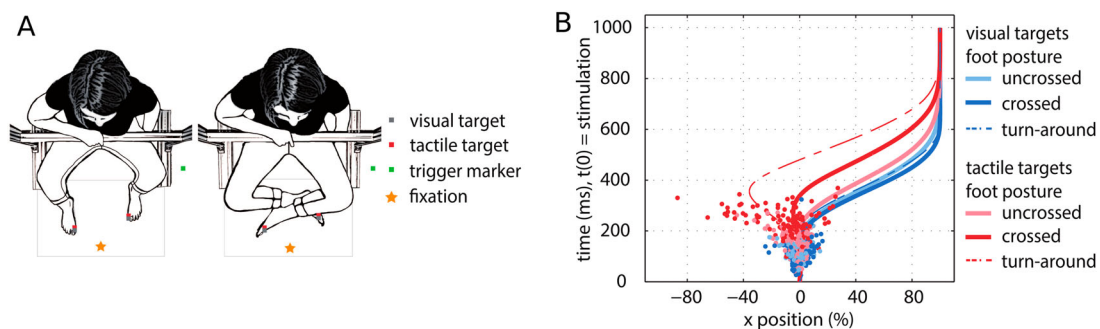 A
visual target
tactile target
trigger marker
fixation
B
time (ms), t(0) = stimulation
1000
800
600
400
200
0
−80
−40
0
40
80
x position (%)
visual targets
foot posture
uncrossed
crossed
turn-around
tactile targets
foot posture
uncrossed
crossed
turn-around